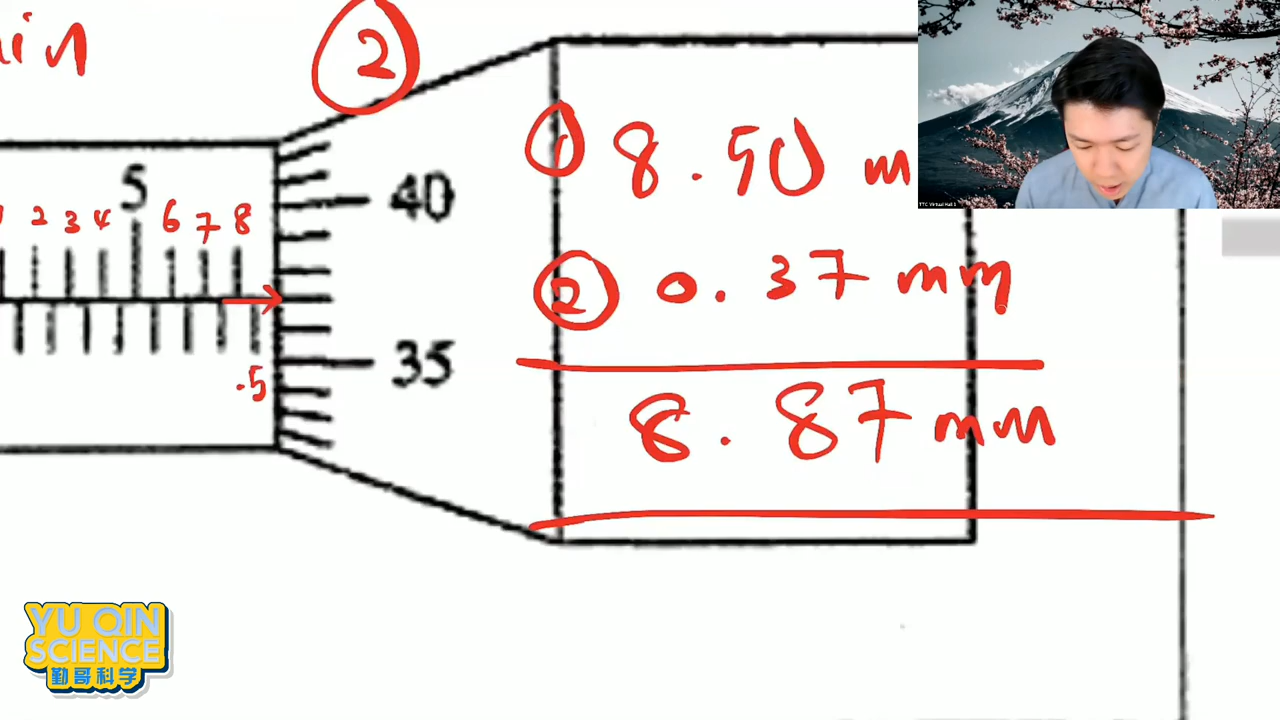 ②
① 8.50 m
40
5
2 3 4 6 7 8
② 0.37 mm
35
.5
8.87 mm
YU QIN
SCIENCE
勤哥科学